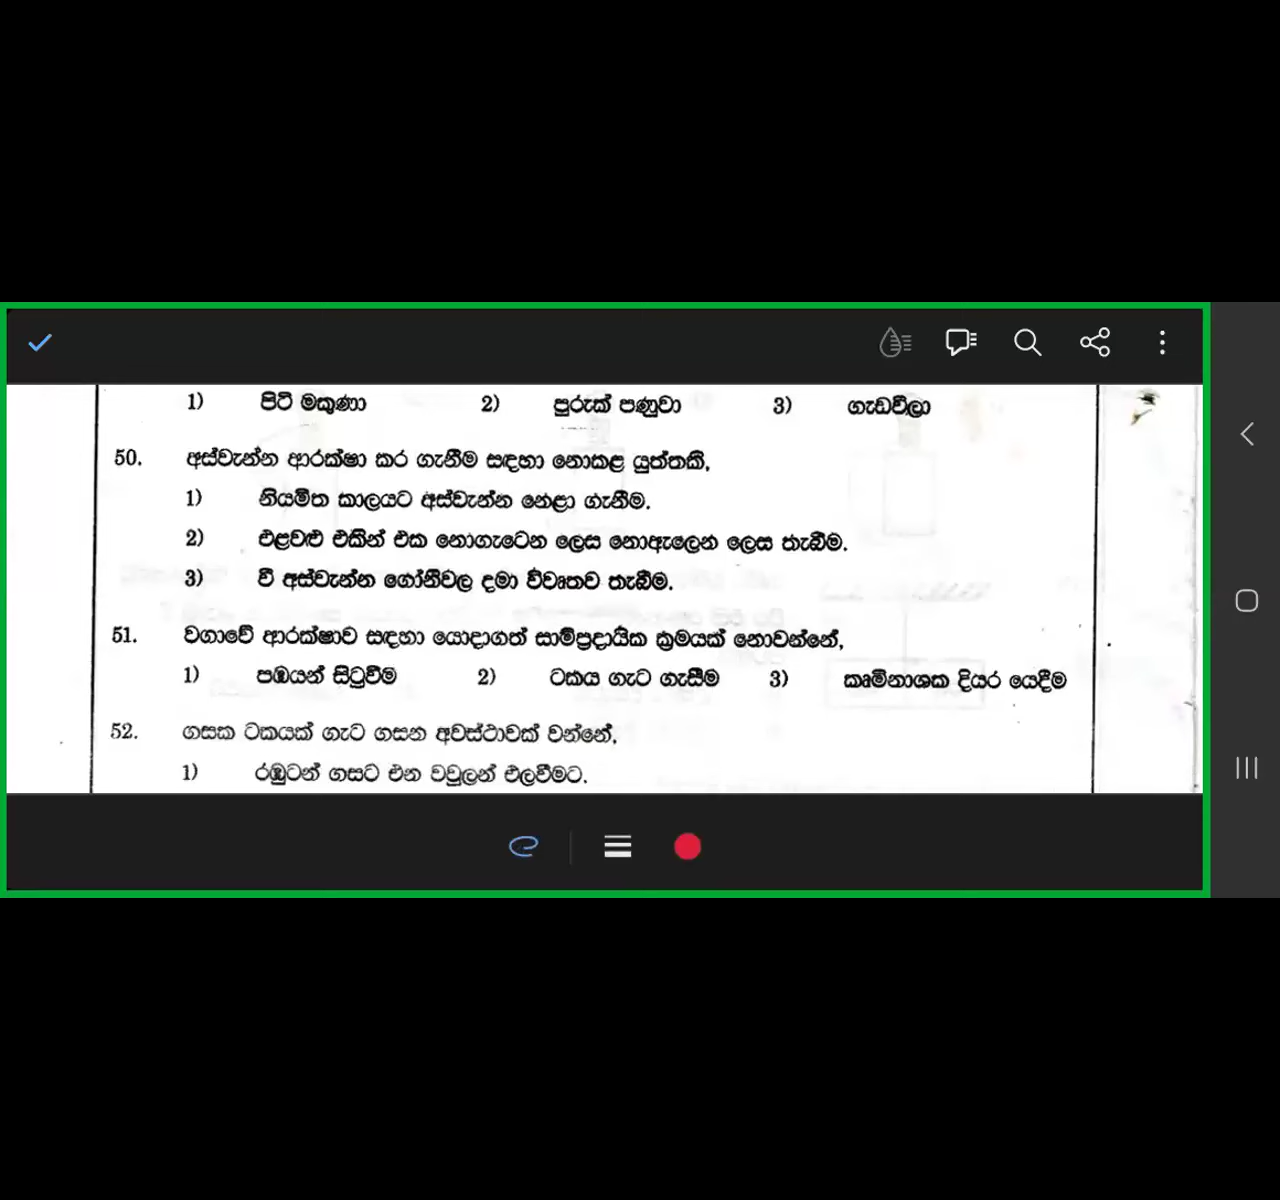 1) පිටි මකුණා 2) පුරුක් පණුවා 3) ගැඩවිලා
50. අස්වැන්න ආරක්ෂා කර ගැනීම සඳහා නොකළ යුත්තකි,
1) නියමිත කාලයට අස්වැන්න නෙළා ගැනීම.
2) එළවළු එකින් එක නොගැටෙන ලෙස නොඇලෙන ලෙස තැබීම.
3) වී අස්වැන්න ගෝනිවල දමා විවෘතව තැබීම.
51. වගාවේ ආරක්ෂාව සඳහා යොදාගත් සාම්ප්‍රදායික ක්‍රමයක් නොවන්නේ,
1) පඹයන් සිටුවීම 2) ටකය ගැට ගැසීම 3) කෘමිනාශක දියර යෙදීම
52. ගසක ටකයක් ගැට ගසන අවස්ථාවක් වන්නේ,
1) රඹුටන් ගසට එන වවුලන් එලවීමට.